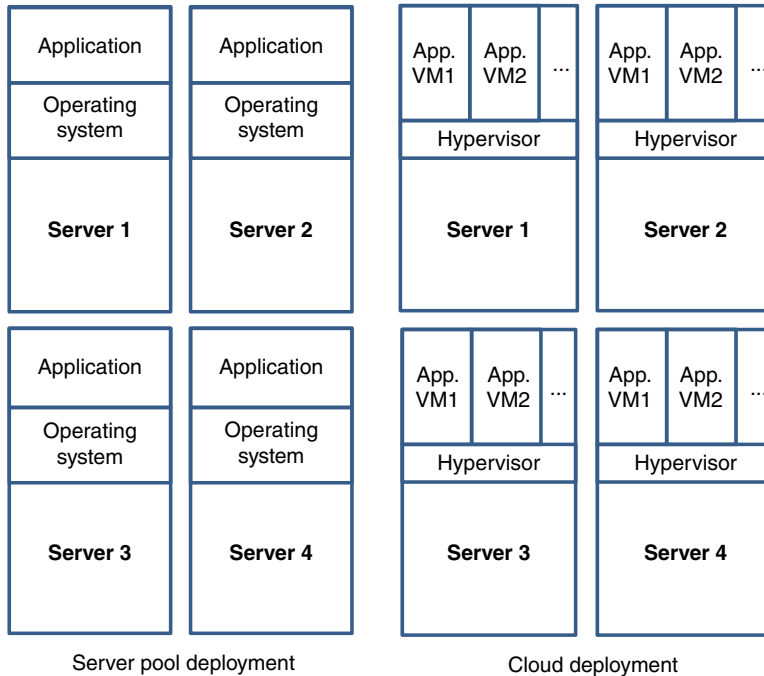 Application
Operating
system
Server 1
Application
Operating
system
Server 2
App.
VM1
App.
VM2
...
Hypervisor
Server 1
App.
VM1
App.
VM2
...
Hypervisor
Server 2
Application
Operating
system
Server 3
Application
Operating
system
Server 4
App.
VM1
App.
VM2
...
Hypervisor
Server 3
App.
VM1
App.
VM2
...
Hypervisor
Server 4
Server pool deployment
Cloud deployment